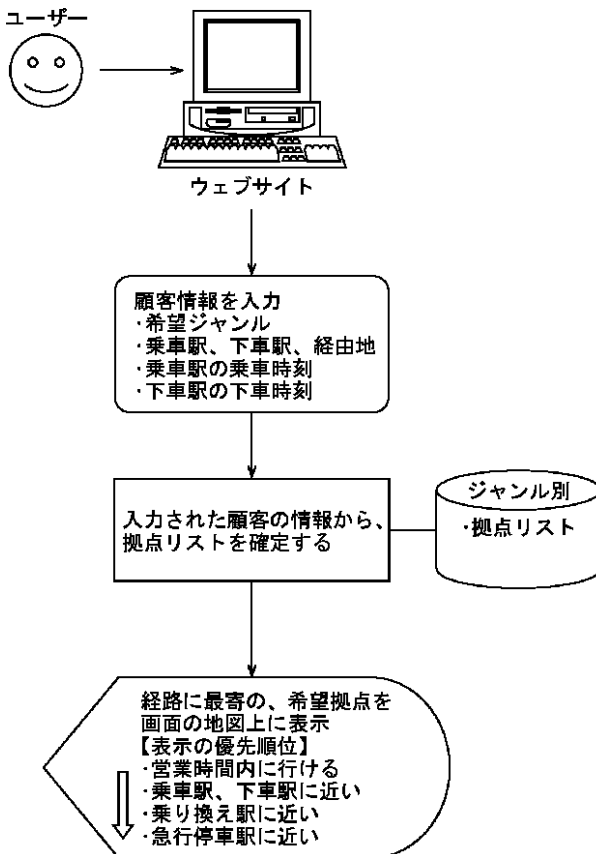 ユーザー
ウェブサイト
顧客情報を入力
・希望ジャンル
・乗車駅、下車駅、経由地
・乗車駅の乗車時刻
・下車駅の下車時刻
入力された顧客の情報から、
拠点リストを確定する
ジャンル別
・拠点リスト
経路に最寄の、希望拠点を
画面の地図上に表示
【表示の優先順位】
・営業時間内に行ける
・乗車駅、下車駅に近い
・乗り換え駅に近い
・急行停車駅に近い